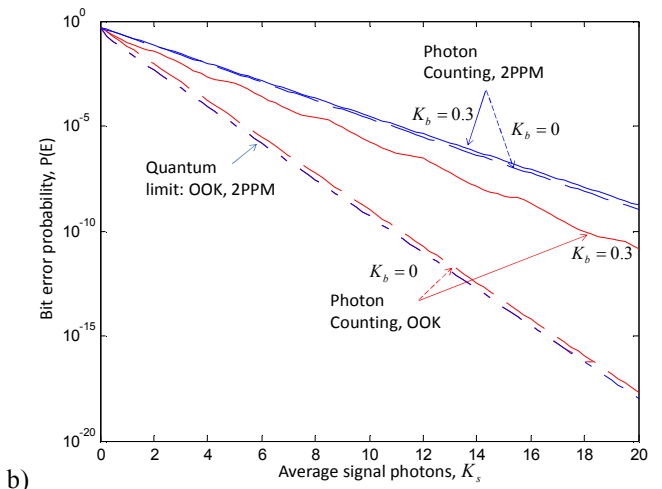 10^0
10^-5
10^-10
10^-15
10^-20
Bit error probability, P(E)
Photon
Counting, 2PPM
K_b = 0.3
K_b = 0
Quantum
limit: OOK, 2PPM
K_b = 0
K_b = 0.3
Photon
Counting, OOK
0 2 4 6 8 10 12 14 16 18 20
Average signal photons, K_s
b)